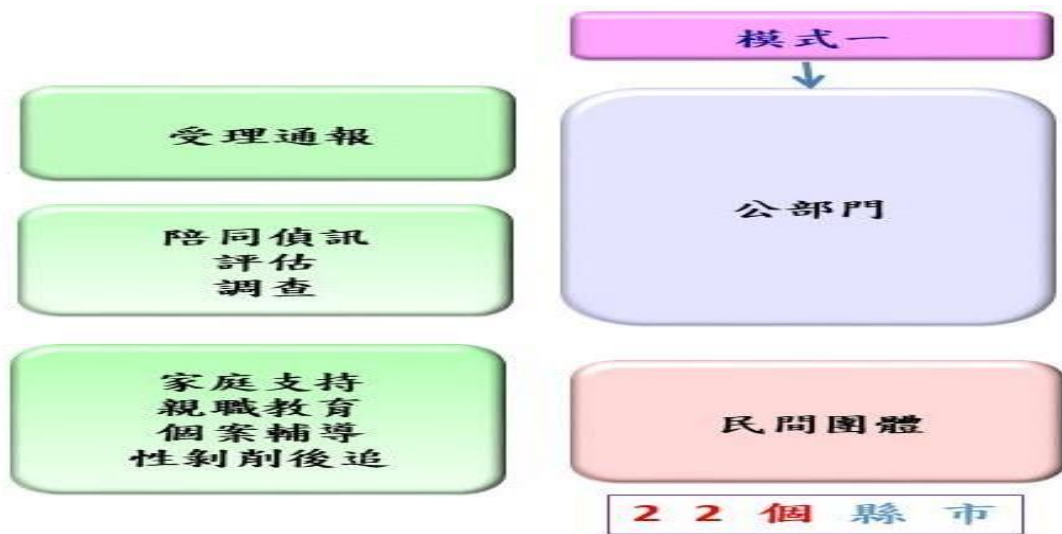 模式一
受理通報
公部門
陪同偵訊
評估
調查
家庭支持
親職教育
個案輔導
性剝削後追
民間團體
22個縣市